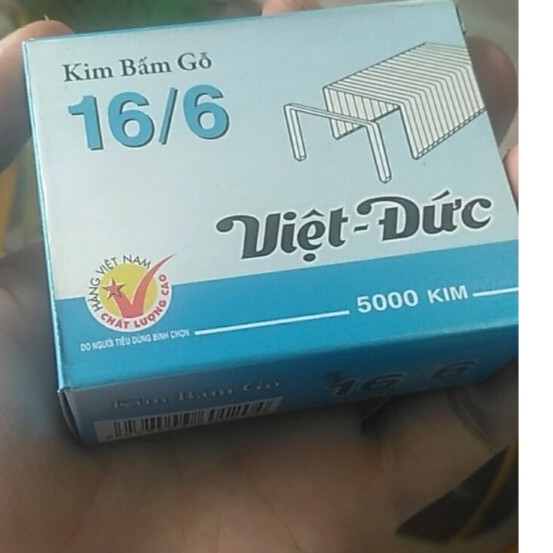 Kim Bấm Gỗ
16/6
Việt-Đức
HÀNG VIỆT NAM
CHẤT LƯỢNG CAO
DO NGƯỜI TIÊU DÙNG BÌNH CHỌN
5000 KIM
Kim Bấm Gỗ
16/6